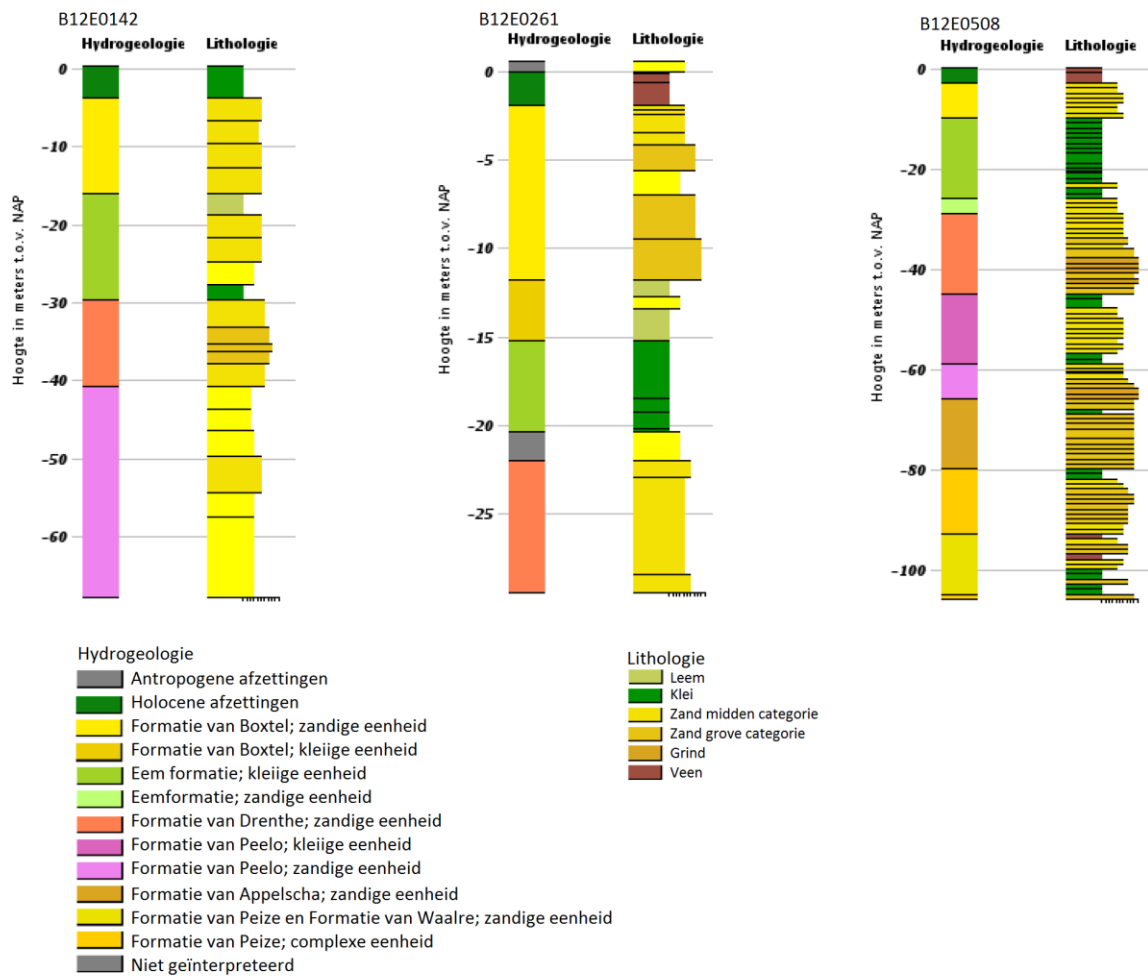 B12E0142
Hydrogeologie Lithologie
Hoogte in meters t.o.v. NAP
0
-10
-20
-30
-40
-50
-60
B12E0261
Hydrogeologie Lithologie
Hoogte in meters t.o.v. NAP
0
-5
-10
-15
-20
-25
B12E0508
Hydrogeologie Lithologie
Hoogte in meters t.o.v. NAP
0
-20
-40
-60
-80
-100
Hydrogeologie
Antropogene afzettingen
Holocene afzettingen
Formatie van Boxtel; zandige eenheid
Formatie van Boxtel; kleiige eenheid
Eem formatie; kleiige eenheid
Eemformatie; zandige eenheid
Formatie van Drenthe; zandige eenheid
Formatie van Peelo; kleiige eenheid
Formatie van Peelo; zandige eenheid
Formatie van Appelscha; zandige eenheid
Formatie van Peize en Formatie van Waalre; zandige eenheid
Formatie van Peize; complexe eenheid
Niet geïnterpreteerd
Lithologie
Leem
Klei
Zand midden categorie
Zand grove categorie
Grind
Veen